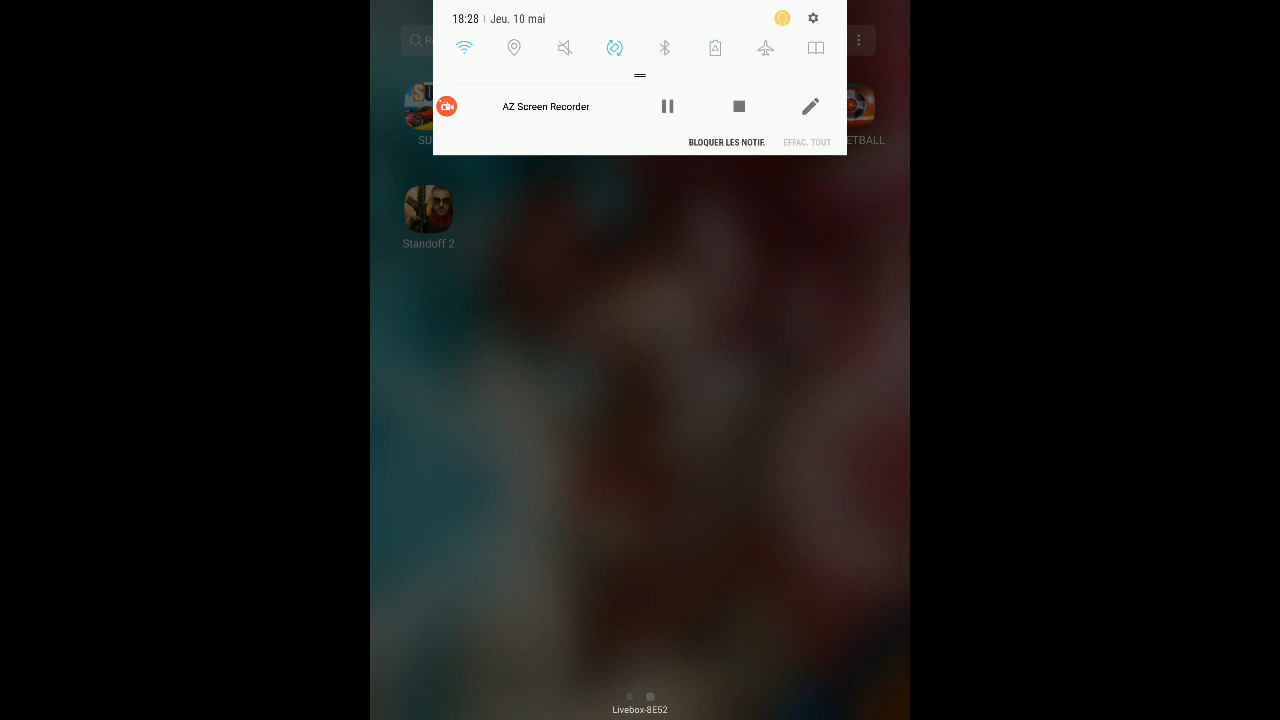 18:28 | Jeu. 10 mai
AZ Screen Recorder
BLOQUER LES NOTIF. EFFAC. TOUT
SU
ETBALL
Standoff 2
Livebox-8E52